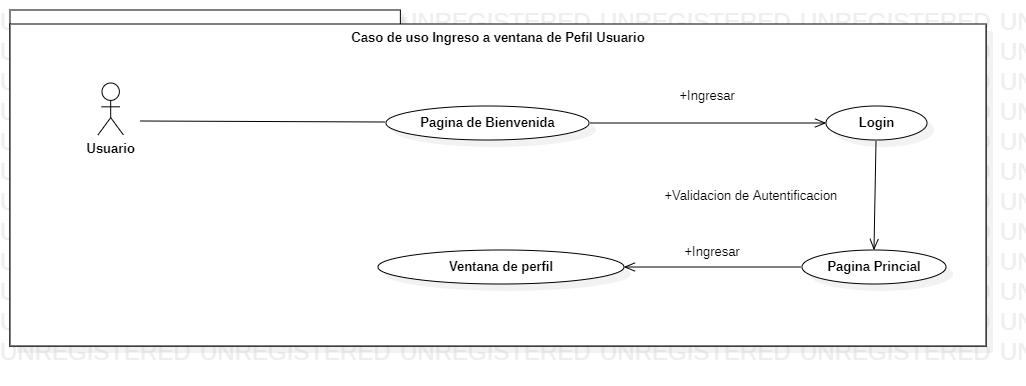 Caso de uso Ingreso a ventana de Pefil Usuario
+Ingresar
Pagina de Bienvenida
Login
Usuario
+Validacion de Autentificacion
+Ingresar
Ventana de perfil
Pagina Princial
UNREGISTERED UNREGISTERED UNREGISTERED UNREGISTERED UNREGISTERED UN